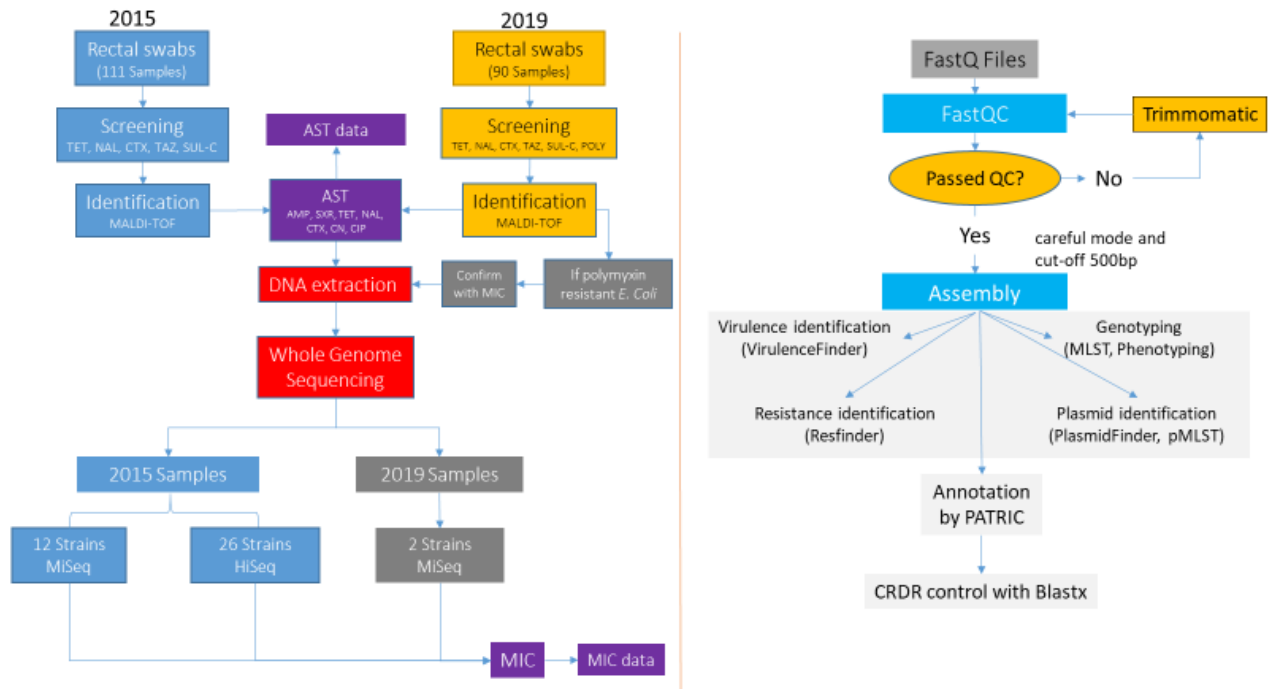 2015
Rectal swabs
(111 Samples)
Screening
TET, NAL, CTX, TAZ, SUL-C
Identification
MALDI-TOF
2019
Rectal swabs
(90 Samples)
Screening
TET, NAL, CTX, TAZ, SUL-C, POLY
Identification
MALDI-TOF
AST data
AST
AMP, SXR, TET, NAL,
CTX, CN, CIP
DNA extraction
Confirm
with MIC
If polymyxin
resistant E. Coli
Whole Genome
Sequencing
2015 Samples
2019 Samples
12 Strains
MiSeq
26 Strains
HiSeq
2 Strains
MiSeq
MIC
MIC data
FastQ Files
FastQC
Trimmomatic
Passed QC?
No
Yes
careful mode and
cut-off 500bp
Assembly
Virulence identification
(VirulenceFinder)
Genotyping
(MLST, Phenotyping)
Resistance identification
(Resfinder)
Plasmid identification
(PlasmidFinder, pMLST)
Annotation
by PATRIC
CRDR control with Blastx